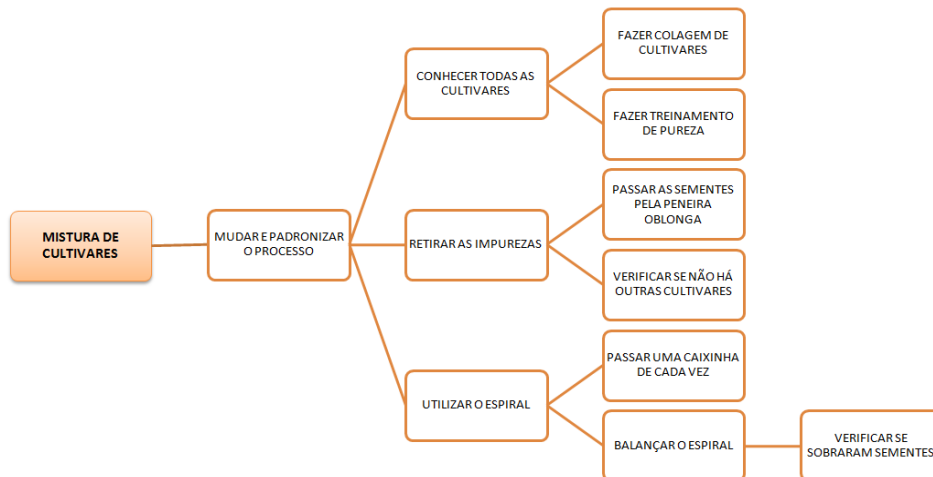 MISTURA DE
CULTIVARES
MUDAR E PADRONIZAR
O PROCESSO
CONHECER TODAS AS
CULTIVARES
FAZER COLAGEM DE
CULTIVARES
FAZER TREINAMENTO
DE PUREZA
RETIRAR AS IMPUREZAS
PASSAR AS SEMENTES
PELA PENEIRA
OBLONGA
VERIFICAR SE NÃO HÁ
OUTRAS CULTIVARES
UTILIZAR O ESPIRAL
PASSAR UMA CAIXINHA
DE CADA VEZ
BALANÇAR O ESPIRAL
VERIFICAR SE
SOBRARAM SEMENTES